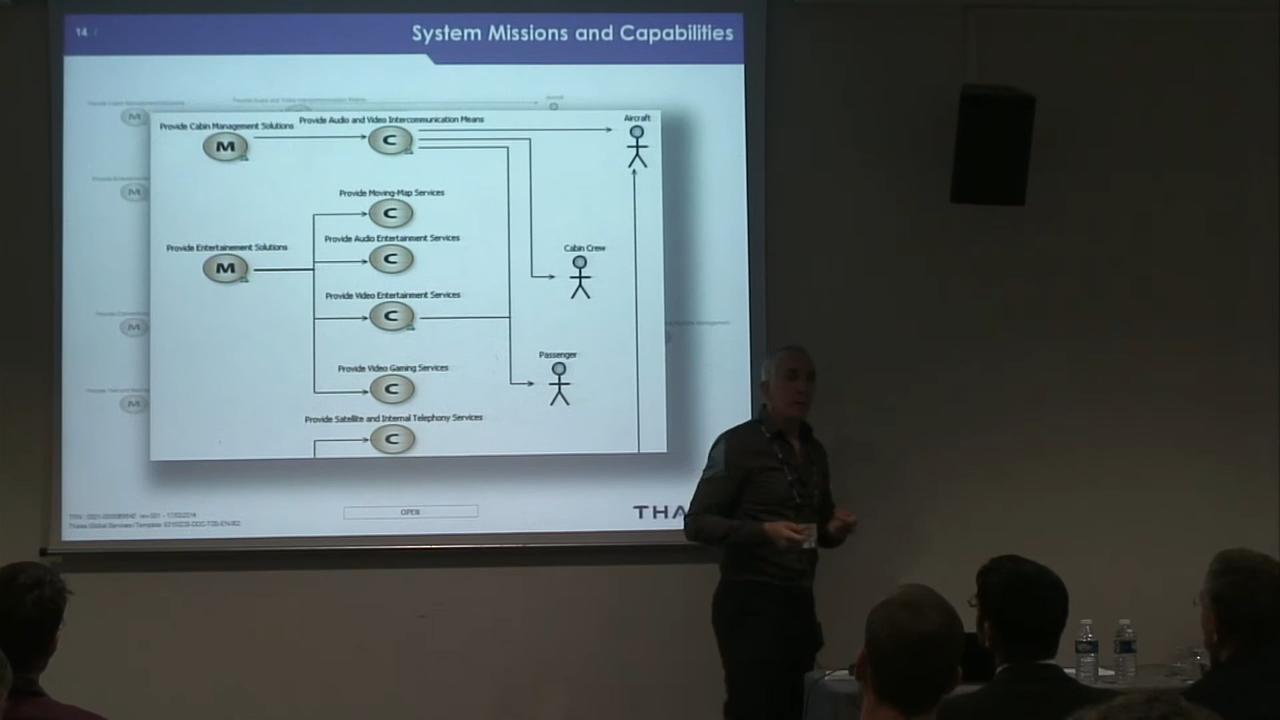 14 /
System Missions and Capabilities
Provide Cabin Management Solutions
Provide Audio and Video Intercommunication Means
Aircraft
M
C
Provide Moving-Map Services
C
Provide Entertainement Solutions
Provide Audio Entertainment Services
Cabin Crew
M
C
Provide Video Entertainment Services
C
Passenger
Provide Video Gaming Services
C
Provide Satellite and Internal Telephony Services
C
M
M
M
M
OPEN
THA